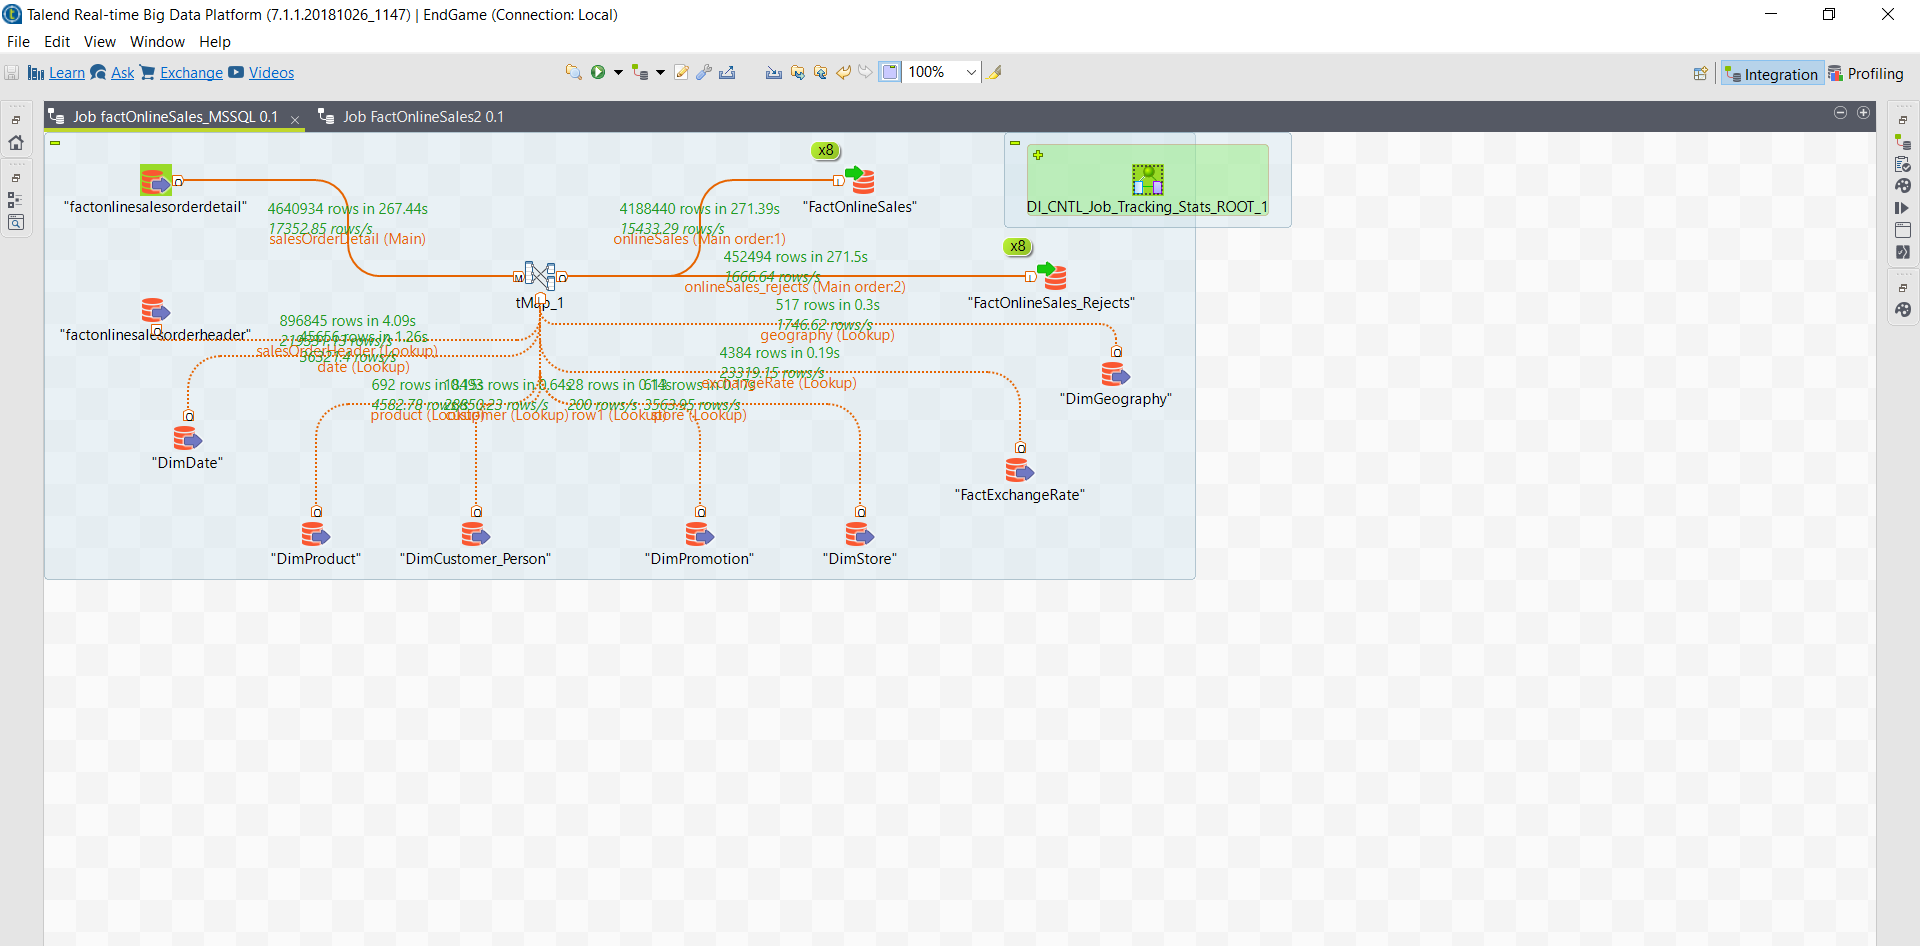 Talend Real-time Big Data Platform (7.1.1.20181026_1147) | EndGame (Connection: Local)
File Edit View Window Help
Learn Ask Exchange Videos
100%
Integration Profiling
Job factOnlineSales_MSSQL 0.1
Job FactOnlineSales2 0.1
x8
"factonlinesalesorderdetail"
4640934 rows in 267.44s
17352.85 rows/s
salesOrderDetail (Main)
4188440 rows in 271.39s
15433.29 rows/s
onlineSales (Main order:1)
"FactOnlineSales"
DI_CNTL_Job_Tracking_Stats_ROOT_1
x8
452494 rows in 271.5s
1666.64 rows/s
onlineSales_rejects (Main order:2)
"FactOnlineSales_Rejects"
tMap_1
"factonlinesalesorderheader"
896845 rows in 4.09s
salesOrderHeader (Lookup)
45656 rows in 1.26s
36321.4 rows/s
date (Lookup)
517 rows in 0.3s
1746.62 rows/s
geography (Lookup)
4384 rows in 0.19s
23319.15 rows/s
exchangeRate (Lookup)
692 rows in
4582.78 rows/s
product (Lookup)
rows in 0.64s
28850.23 rows/s
customer (Lookup)
28 rows in 0.14s
200 rows/s
row1 (Lookup)
rows in 0.17s
3563.95 rows/s
store (Lookup)
"DimGeography"
"DimDate"
"FactExchangeRate"
"DimProduct"
"DimCustomer_Person"
"DimPromotion"
"DimStore"